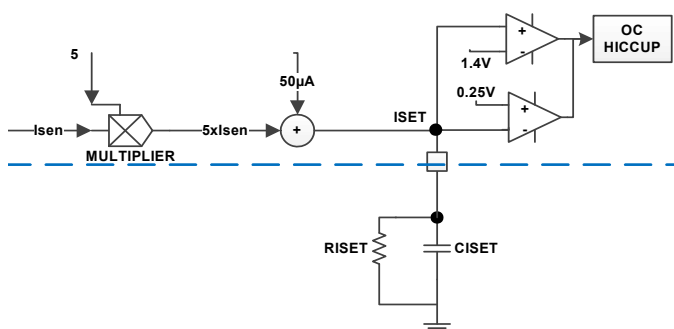 5
50µA
1.4V
0.25V
OC
HICCUP
Isen
MULTIPLIER
5xIsen
+
ISET
+
-
+
-
RISET
CISET